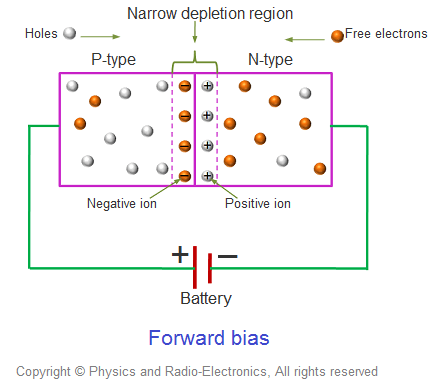 Narrow depletion region
Holes
Free electrons
P-type
N-type
− +
− +
− +
− +
Negative ion
Positive ion
+ −
Battery
Forward bias
Copyright © Physics and Radio-Electronics, All rights reserved